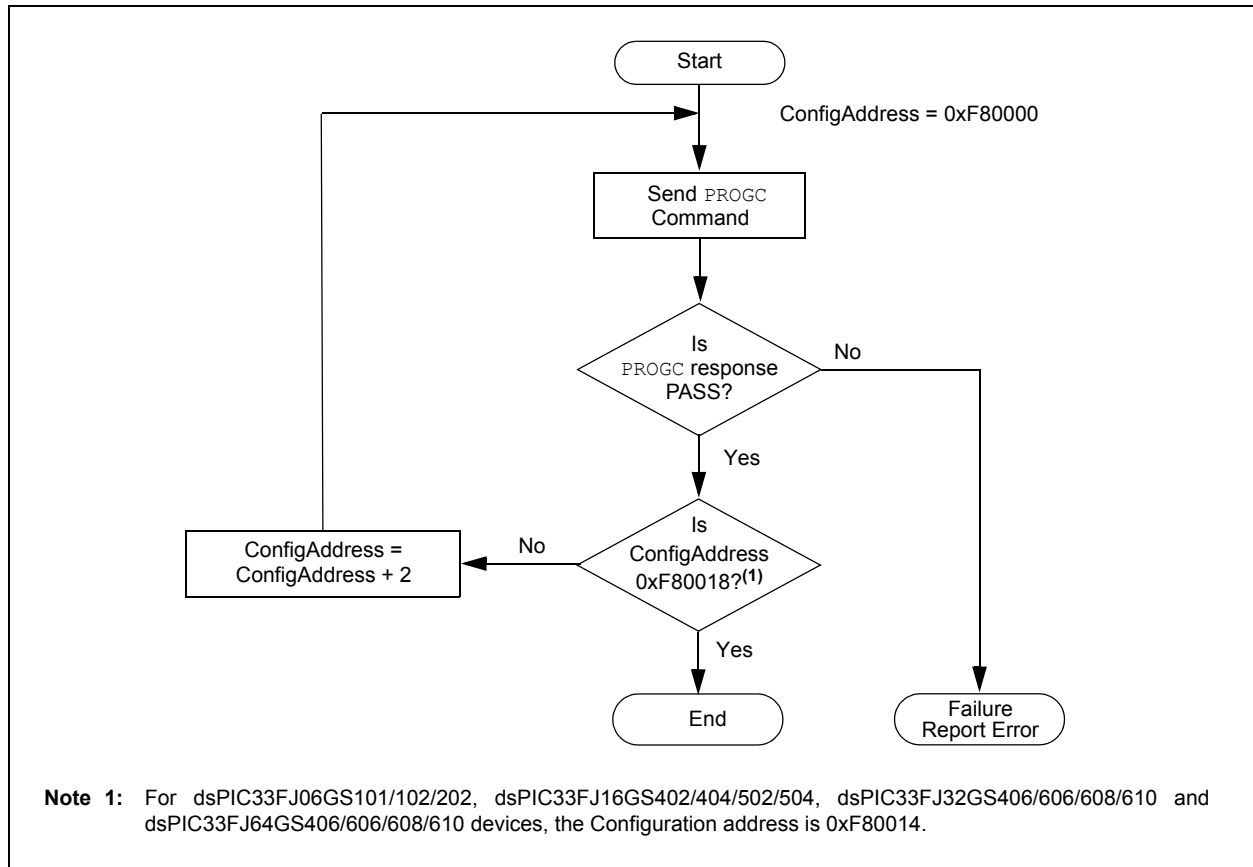 Start
ConfigAddress = 0xF80000
Send PROGC
Command
Is
PROGC response
PASS?
No
Yes
Is
ConfigAddress
0xF80018?(1)
No
ConfigAddress =
ConfigAddress + 2
Yes
End
Failure
Report Error
Note 1: For dsPIC33FJ06GS101/102/202, dsPIC33FJ16GS402/404/502/504, dsPIC33FJ32GS406/606/608/610 and
dsPIC33FJ64GS406/606/608/610 devices, the Configuration address is 0xF80014.